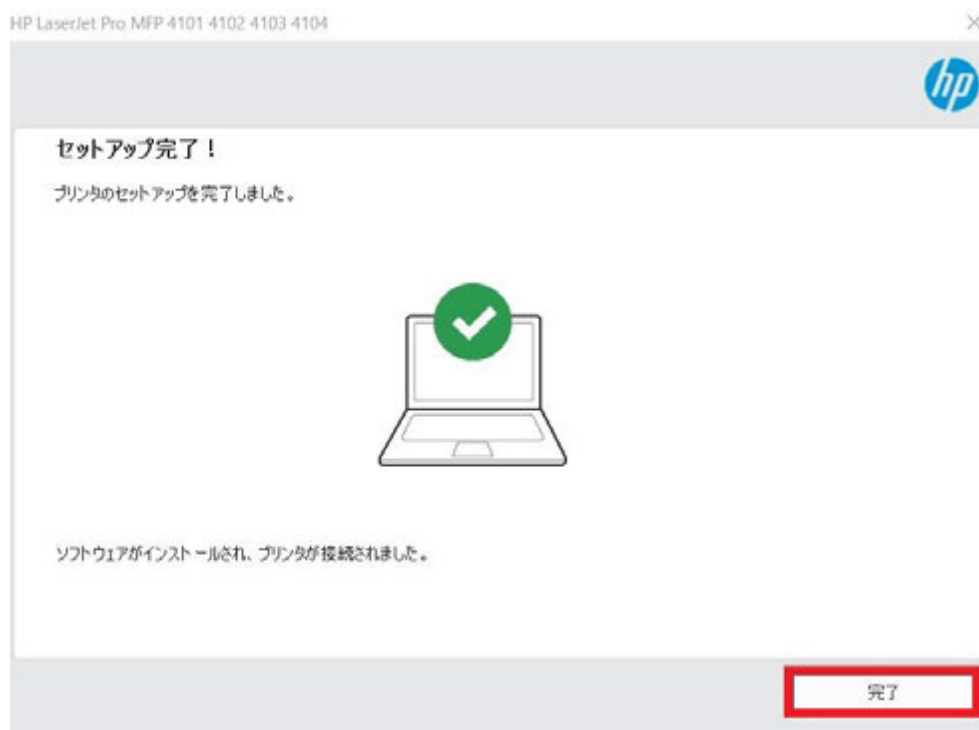 HP LaserJet Pro MFP 4101 4102 4103 4104
hp
セットアップ完了！
プリンタのセットアップを完了しました。
ソフトウェアがインストールされ、プリンタが接続されました。
完了